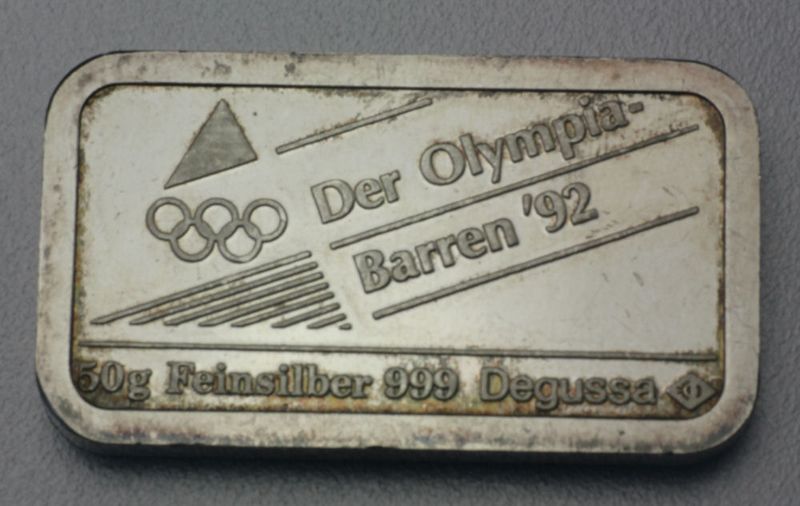 Der Olympia-
Barren '92
50g Feinsilber 999 Degussa